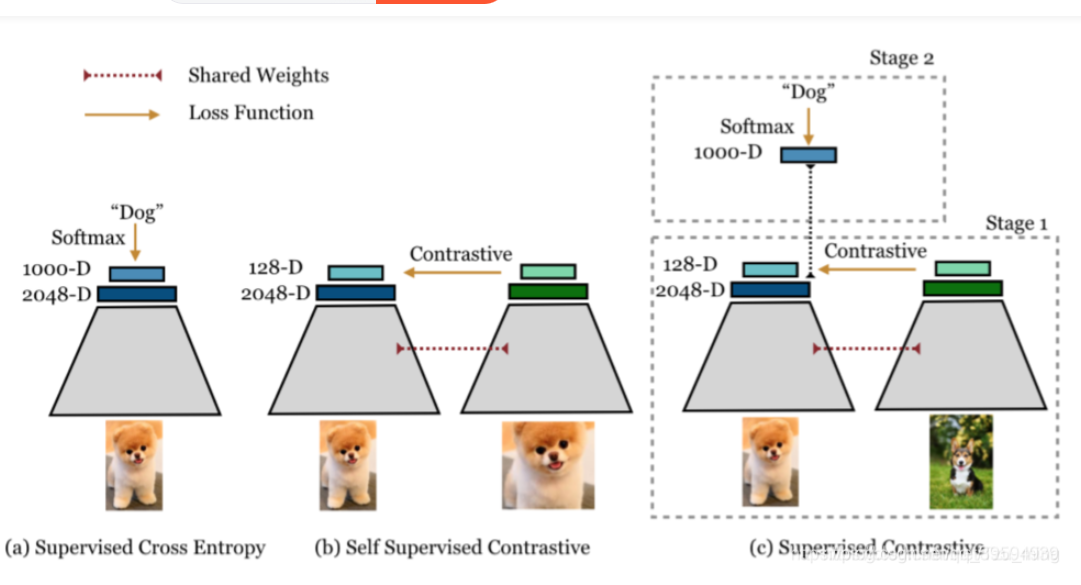 Stage 2
Shared Weights
Loss Function
“Dog”
Softmax
1000-D
Stage 1
“Dog”
Softmax
1000-D
2048-D
128-D
2048-D
Contrastive
128-D
2048-D
Contrastive
(a) Supervised Cross Entropy
(b) Self Supervised Contrastive
(c) Supervised Contrastive